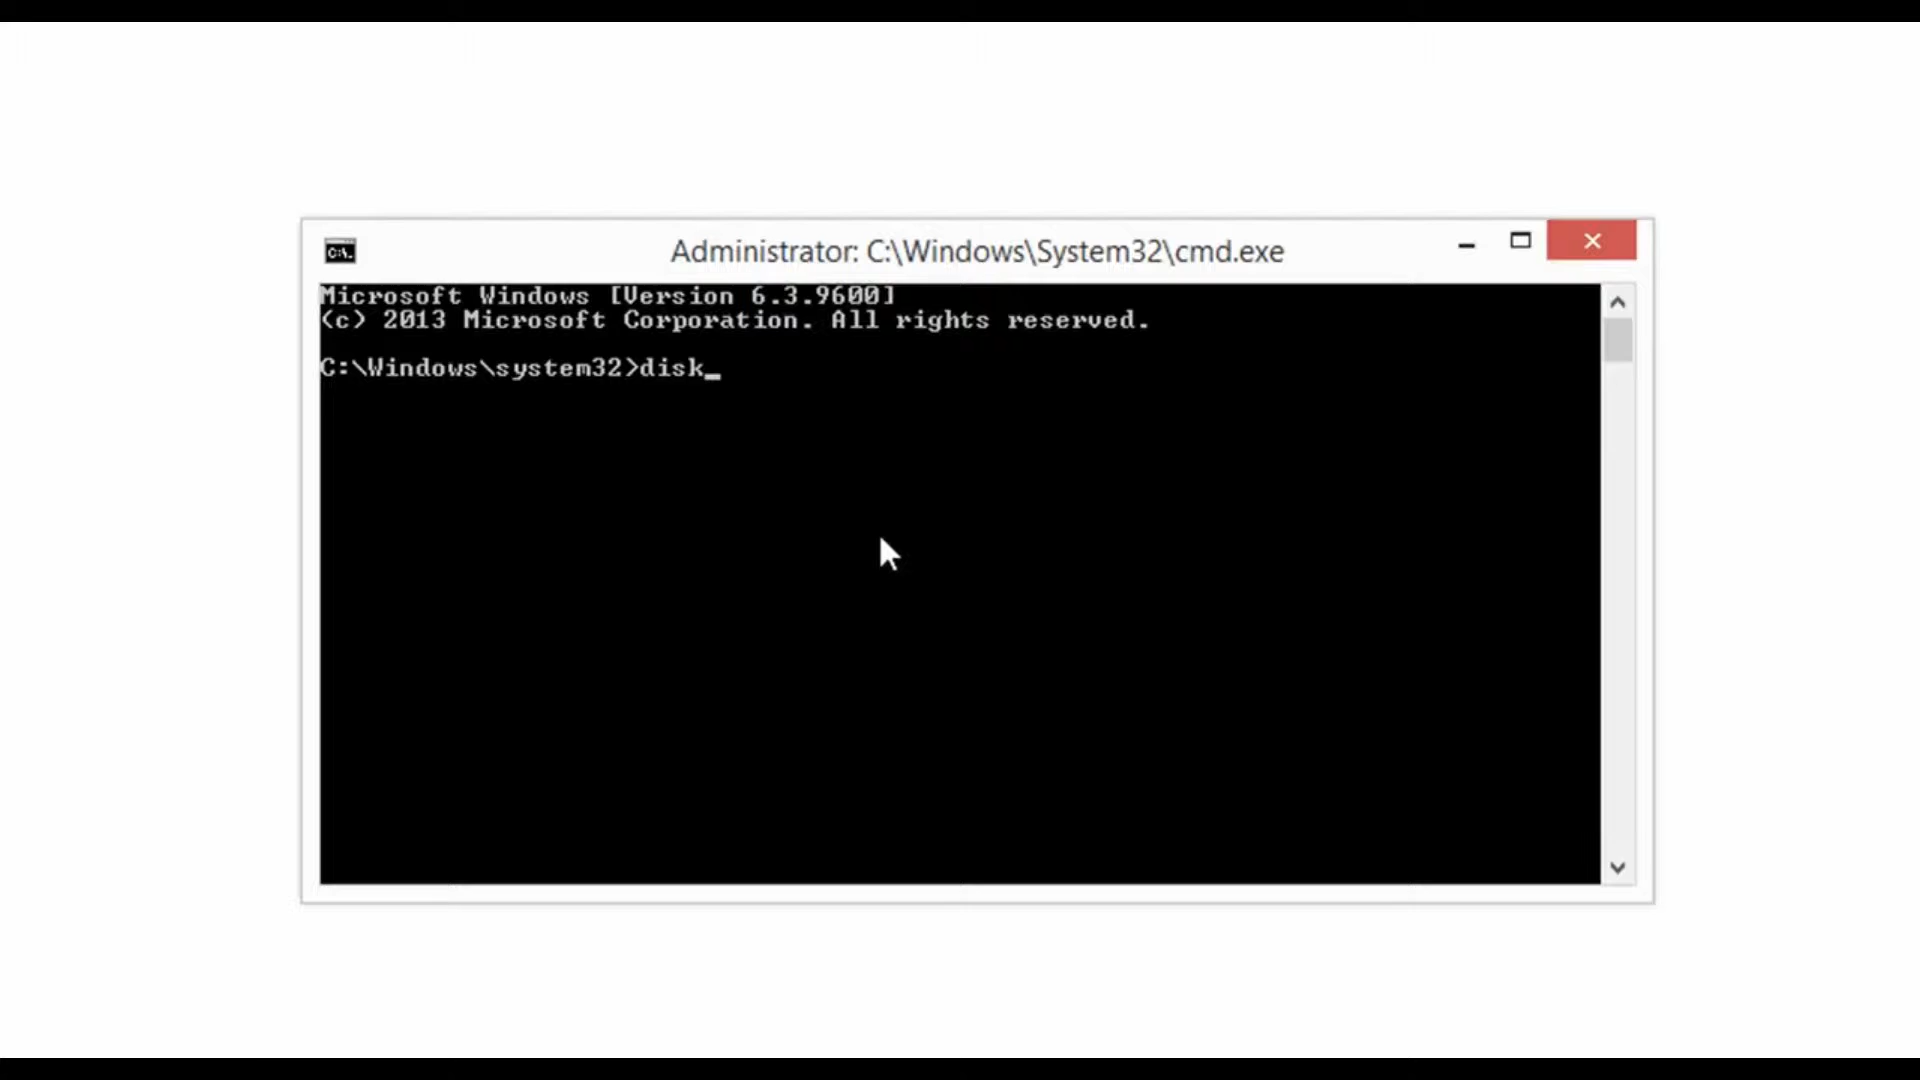 Administrator: C:\Windows\System32\cmd.exe
Microsoft Windows [Version 6.3.9600]
(c) 2013 Microsoft Corporation. All rights reserved.
C:\Windows\system32>disk_